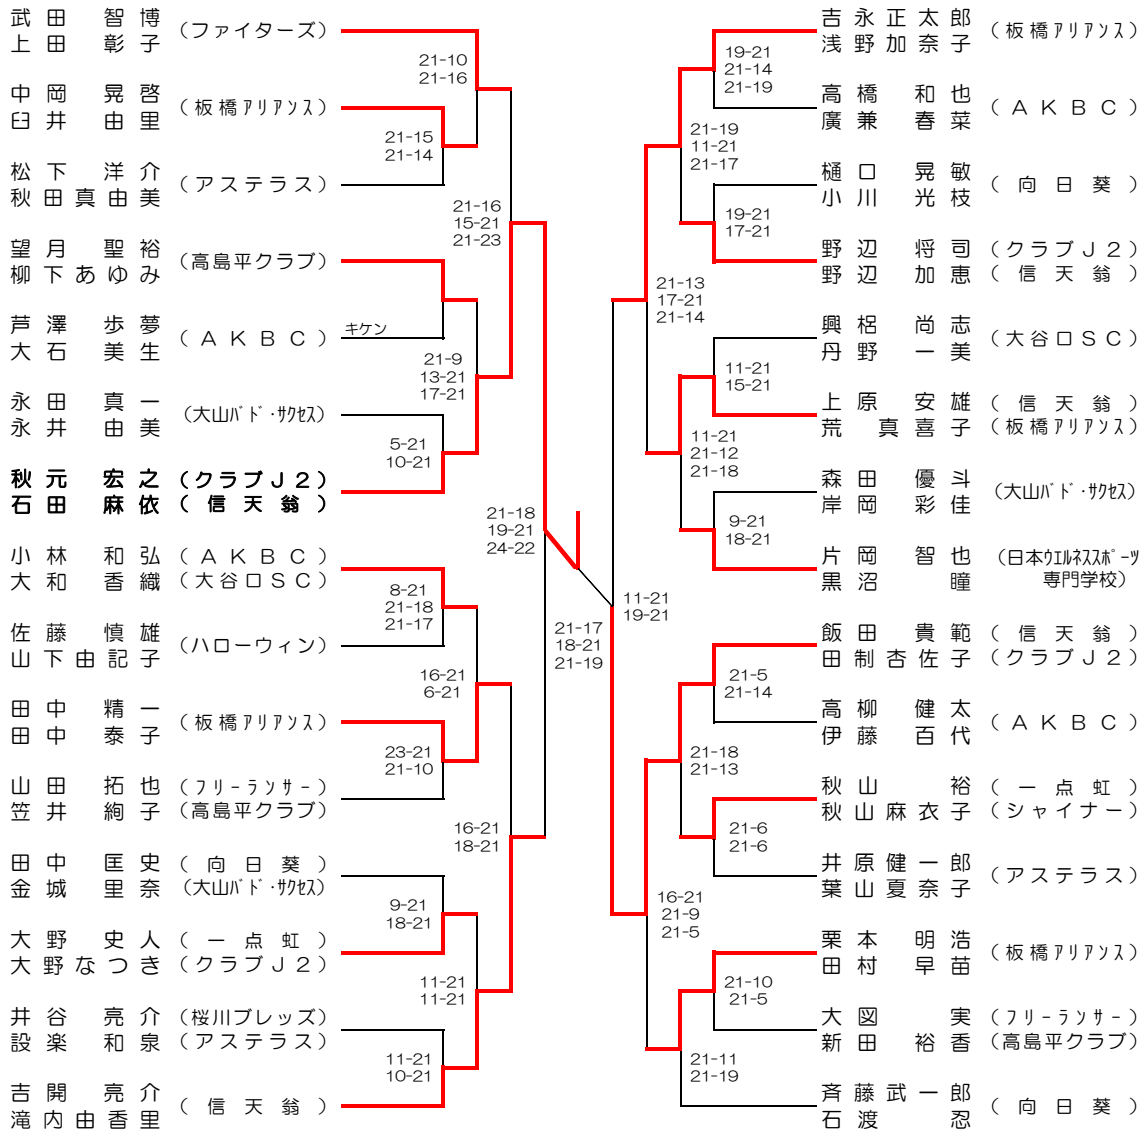 武田 智博
上田 彰子
(ファイターズ)
中岡 晃啓
臼井 由里
(板橋アリアンス)
松下 洋介
秋田真由美
(アステラス)
望月 聖裕
柳下あゆみ
(高島平クラブ)
芦澤 歩夢
大石 美生
(AKBC)
キケン
永田 真一
永井 由美
(大山バド・サクセス)
秋元 宏之 (クラブJ2)
石田 麻依 (信天翁)
小林 和弘 (AKBC)
大和 香織 (大谷口SC)
佐藤 慎雄
山下由記子
(ハローウィン)
田中 精一
田中 泰子
(板橋アリアンス)
山田 拓也 (フリーランサー)
笠井 絢子 (高島平クラブ)
田中 匡史 (向日葵)
金城 里奈 (大山バド・サクセス)
大野 史人 (一点虹)
大野なつき (クラブJ2)
井谷 亮介 (桜川ブレッズ)
設楽 和泉 (アステラス)
吉開 亮介
滝内由香里
(信天翁)
21-10
21-16
21-15
21-14
21-16
15-21
21-23
21-9
13-21
17-21
5-21
10-21
21-18
19-21
24-22
8-21
21-18
21-17
16-21
6-21
23-21
21-10
16-21
18-21
9-21
18-21
11-21
11-21
11-21
10-21
21-17
18-21
21-19
11-21
19-21
吉永正太郎
浅野加奈子
(板橋アリアンス)
高橋 和也
廣兼 春菜
(AKBC)
樋口 晃敏
小川 光枝
(向日葵)
野辺 将司 (クラブJ2)
野辺 加恵 (信天翁)
興梠 尚志
丹野 一美
(大谷口SC)
上原 安雄 (信天翁)
荒 真喜子 (板橋アリアンス)
森田 優斗
岸岡 彩佳
(大山バド・サクセス)
片岡 智也
黒沼 瞳
(日本ウエルネススポーツ
専門学校)
飯田 貴範 (信天翁)
田制杏佐子 (クラブJ2)
高柳 健太
伊藤 百代
(AKBC)
秋山 裕 (一点虹)
秋山麻衣子 (シャイナー)
井原健一郎
葉山夏奈子
(アステラス)
栗本 明浩
田村 早苗
(板橋アリアンス)
大図 実 (フリーランサー)
新田 裕香 (高島平クラブ)
斉藤武一郎
石渡 忍
(向日葵)
19-21
21-14
21-19
21-19
11-21
21-17
19-21
17-21
21-13
17-21
21-14
11-21
15-21
11-21
21-12
21-18
9-21
18-21
21-5
21-14
21-18
21-13
21-6
21-6
16-21
21-9
21-5
21-10
21-5
21-11
21-19